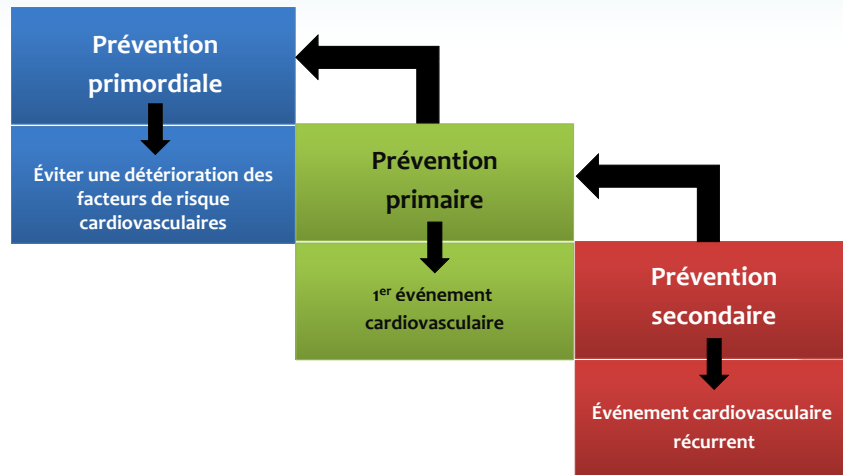 Prévention
primordiale
Éviter une détérioration des
facteurs de risque
cardiovasculaires
Prévention
primaire
1er événement
cardiovasculaire
Prévention
secondaire
Événement cardiovasculaire
récurrent